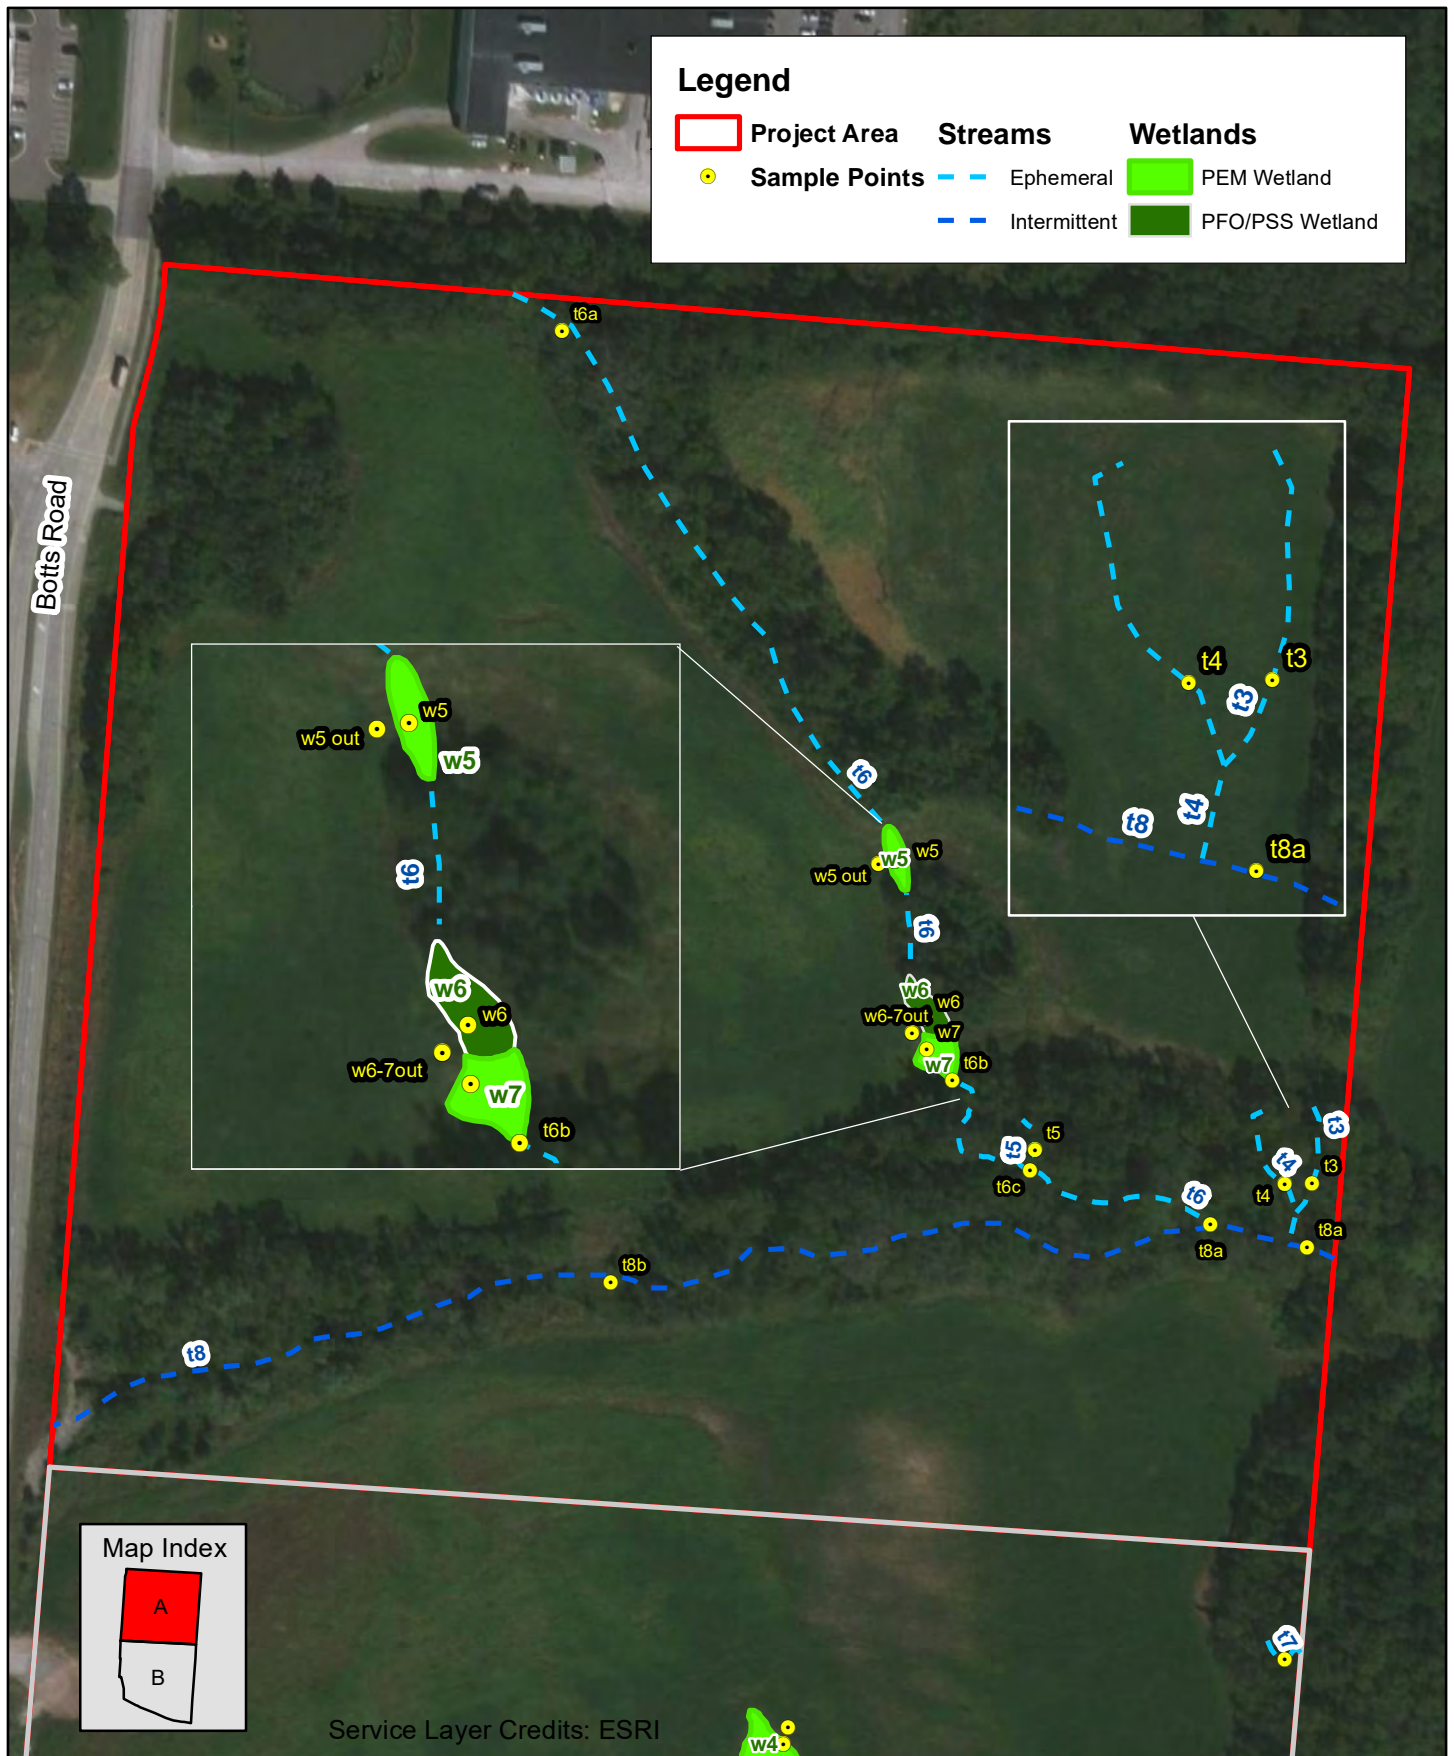 Legend
Project Area
Sample Points
Streams
Ephemeral
Intermittent
Wetlands
PEM Wetland
PFO/PSS Wetland
t6a
Botts Road
t4
t3
t3
t4
t8
t8a
w5
w5 out
w5
t6
w6
w6
w6-7out
w7
t6b
t6
w5
w5
w5 out
t6
w6
w6
w6-7out
w7
w7
t6b
t5
t5
t6c
t6
t3
t4
t3
t4
t8a
t8a
t8b
t8
Map Index
A
B
t7
w4
Service Layer Credits: ESRI